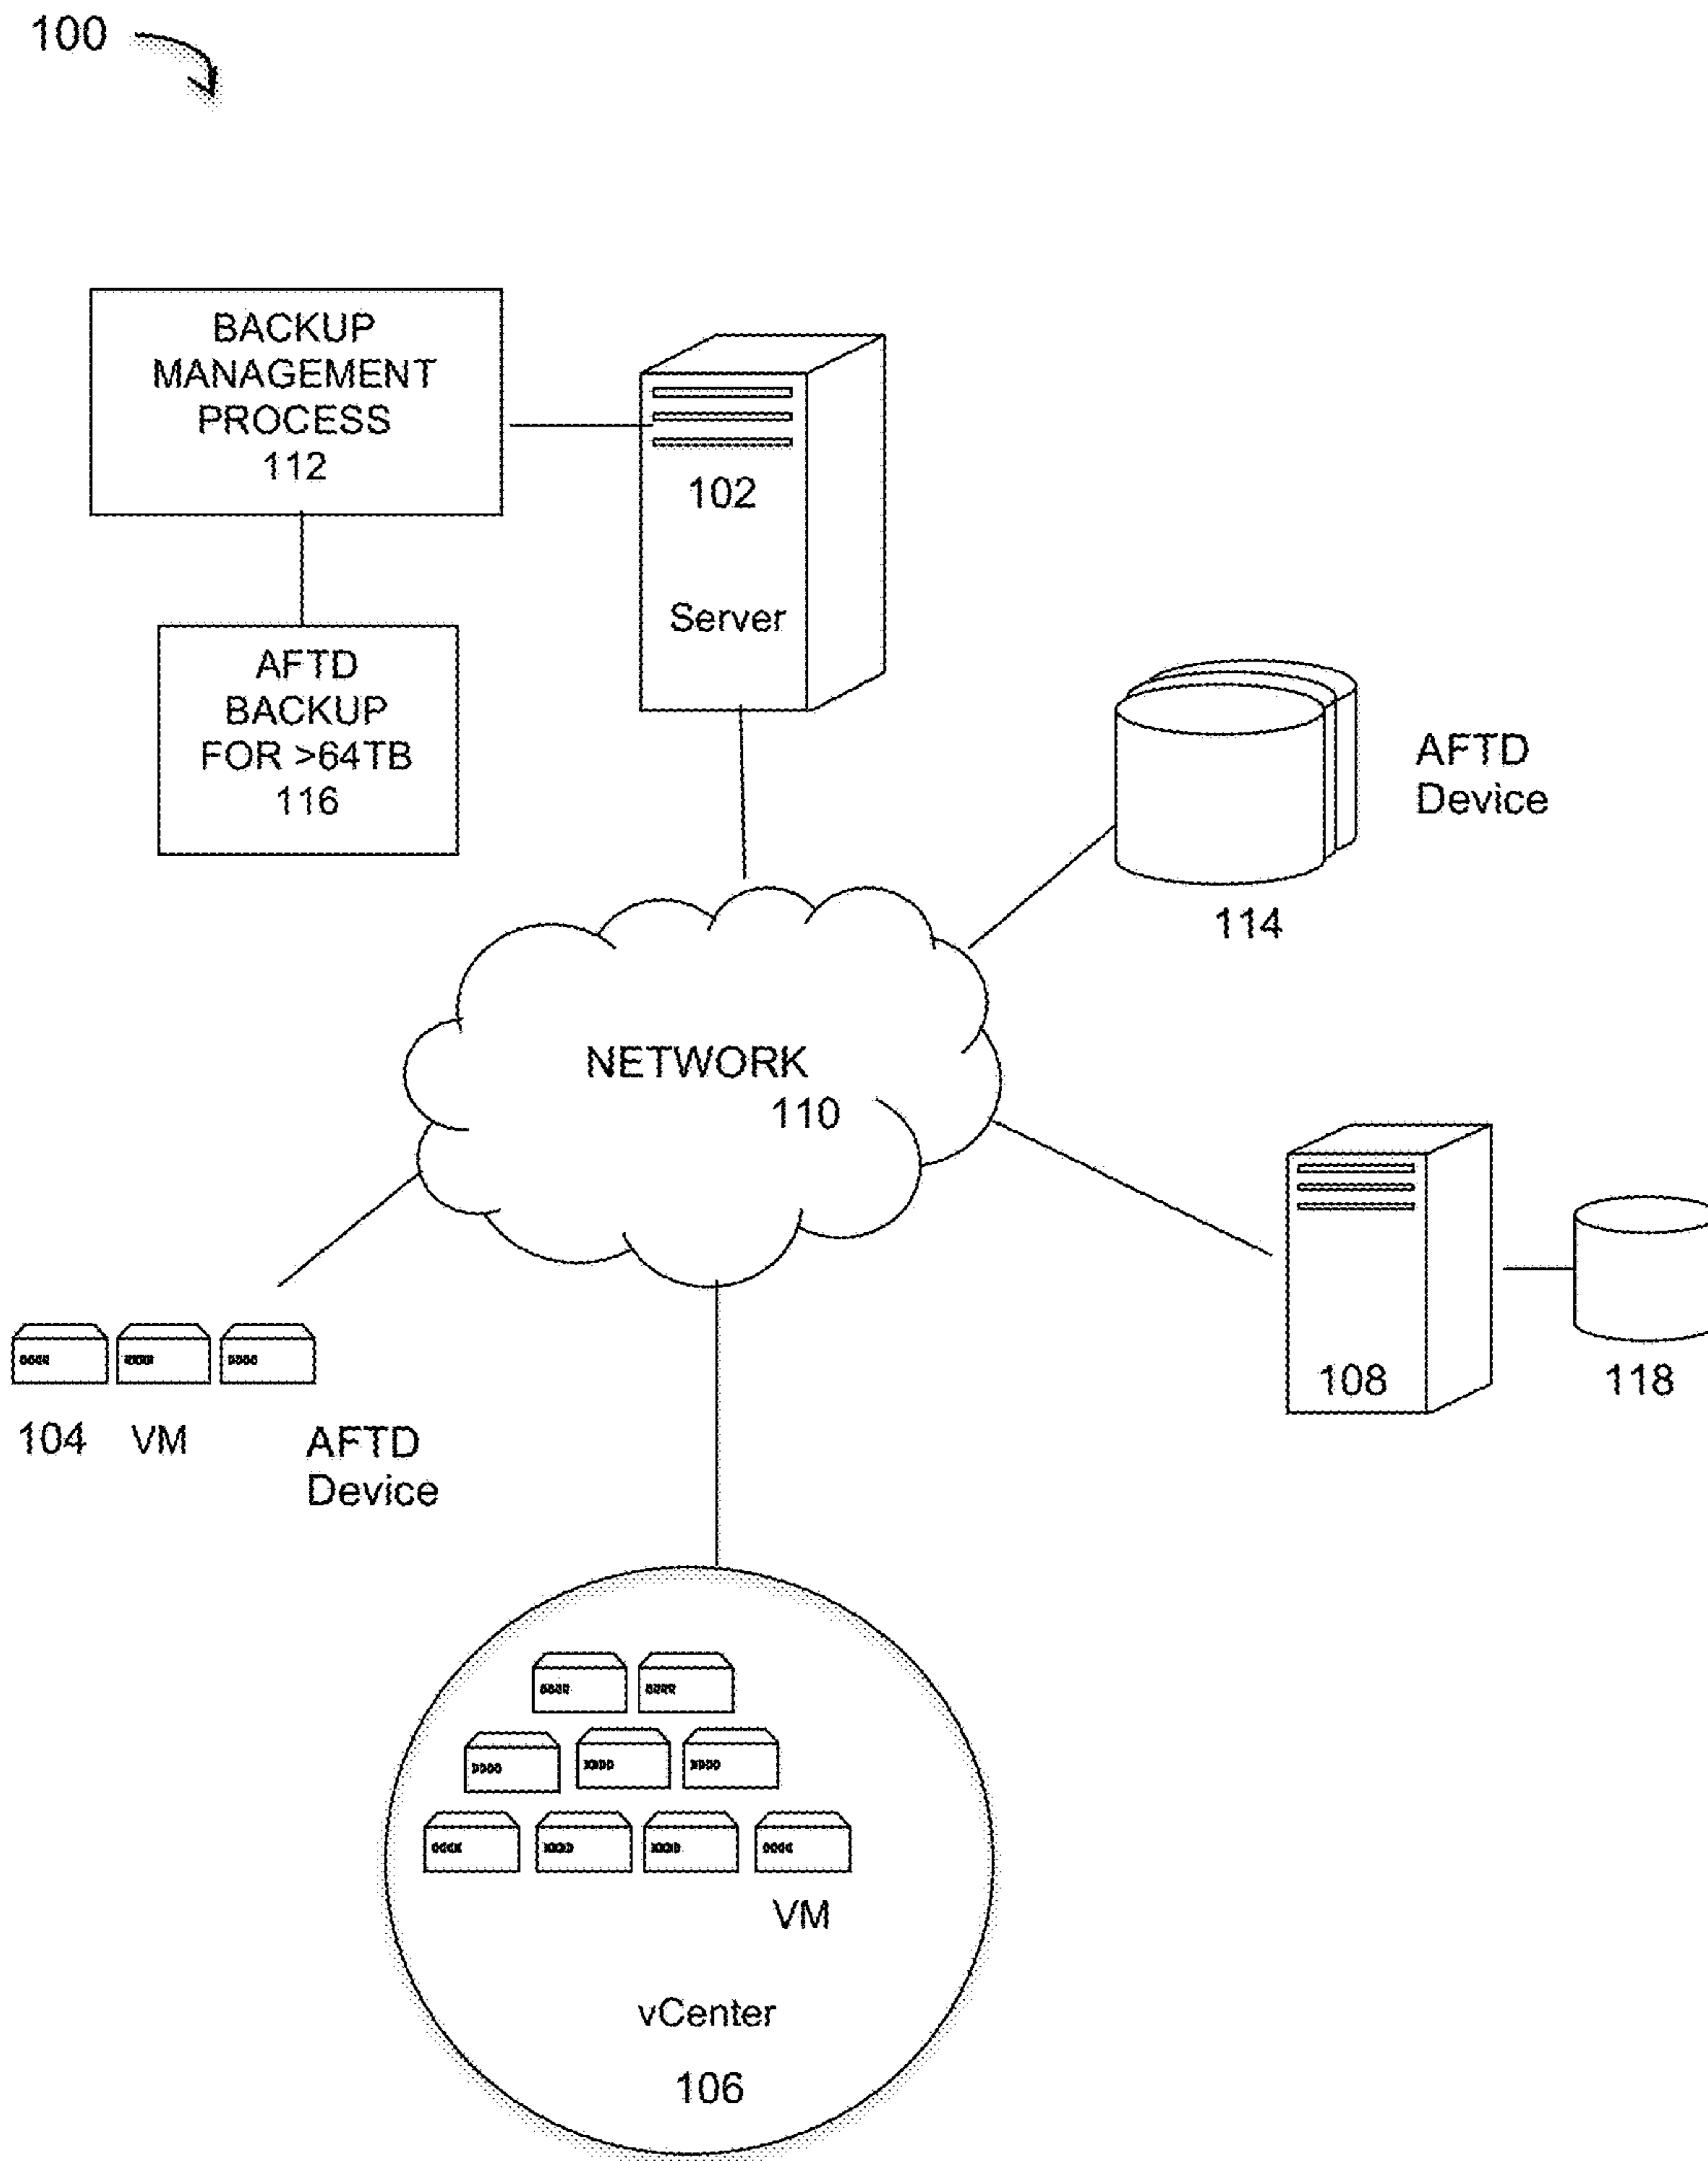 100
BACKUP
MANAGEMENT
PROCESS
112
102
Server
AFTD
BACKUP
FOR >64TB
116
AFTD
Device
114
NETWORK
110
108
118
104 VM
AFTD
Device
VM
vCenter
106